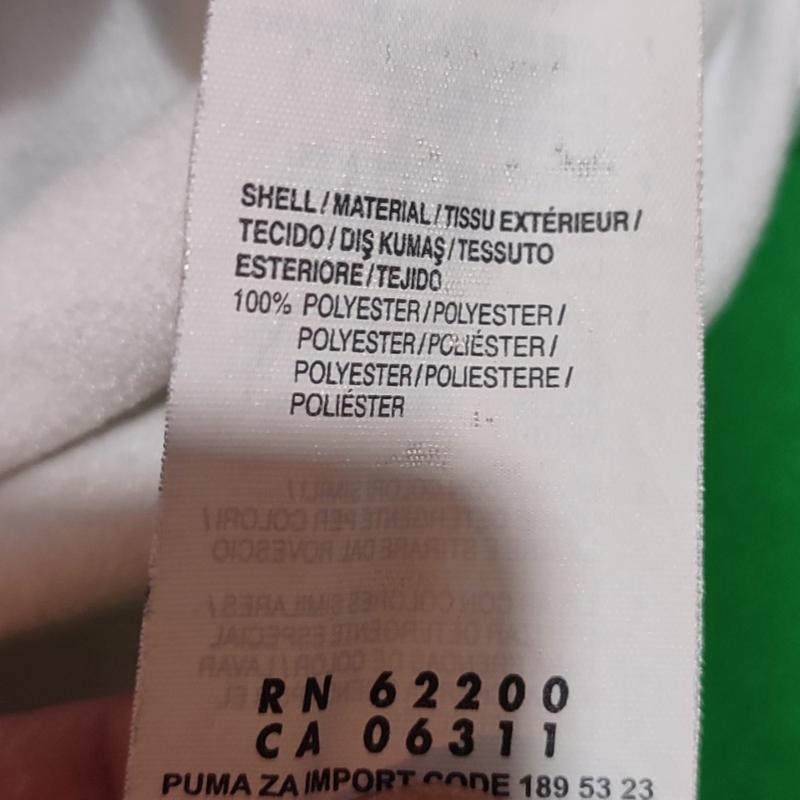 SHELL/MATERIAL/TISSU EXTÉRIEUR/
TECIDO/DIŞ KUMAŞ/TESSUTO
ESTERIORE/TEJIDO
100% POLYESTER/POLYESTER/
POLYESTER/POLIÉSTER/
POLYESTER/POLIESTERE/
POLIÉSTER
RN 62200
CA 06311
PUMA ZA IMPORT CODE 189 53 23